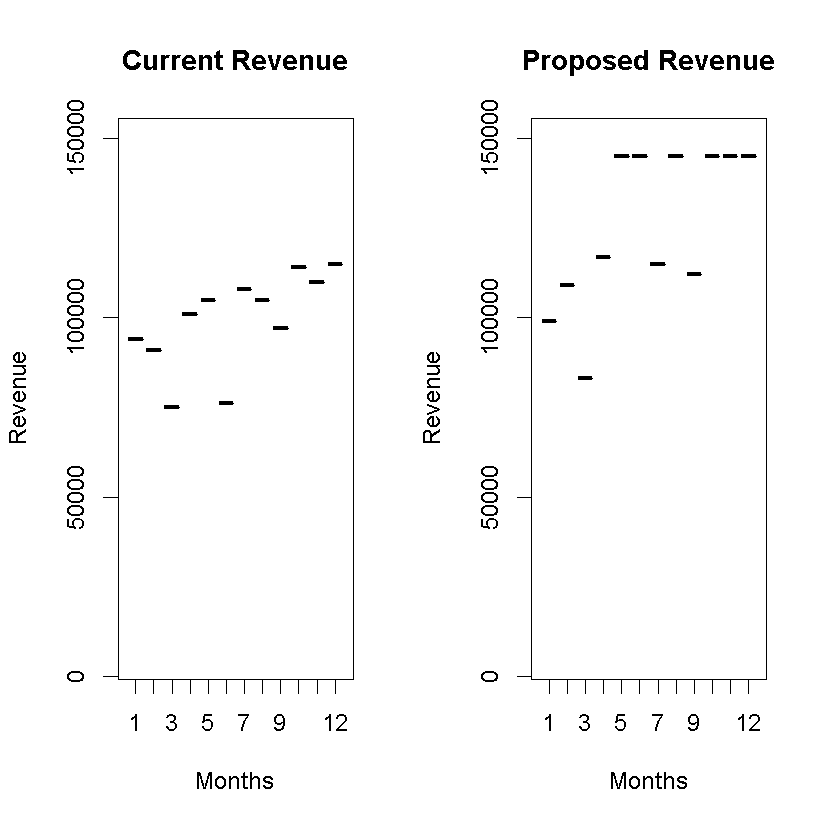 Current Revenue
Revenue
150000
100000
50000
0
1 3 5 7 9 12
Months
Proposed Revenue
Revenue
150000
100000
50000
0
1 3 5 7 9 12
Months